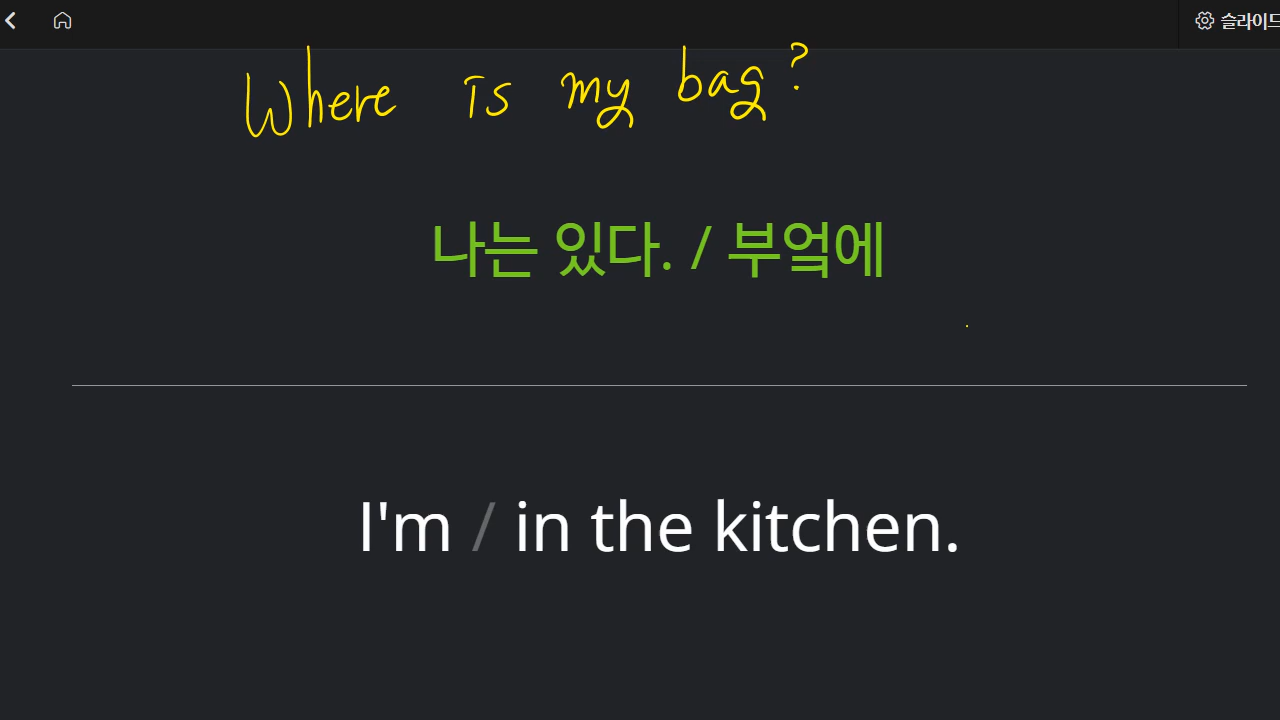 슬라이드
Where is my bag?
나는 있다. / 부엌에
I'm / in the kitchen.